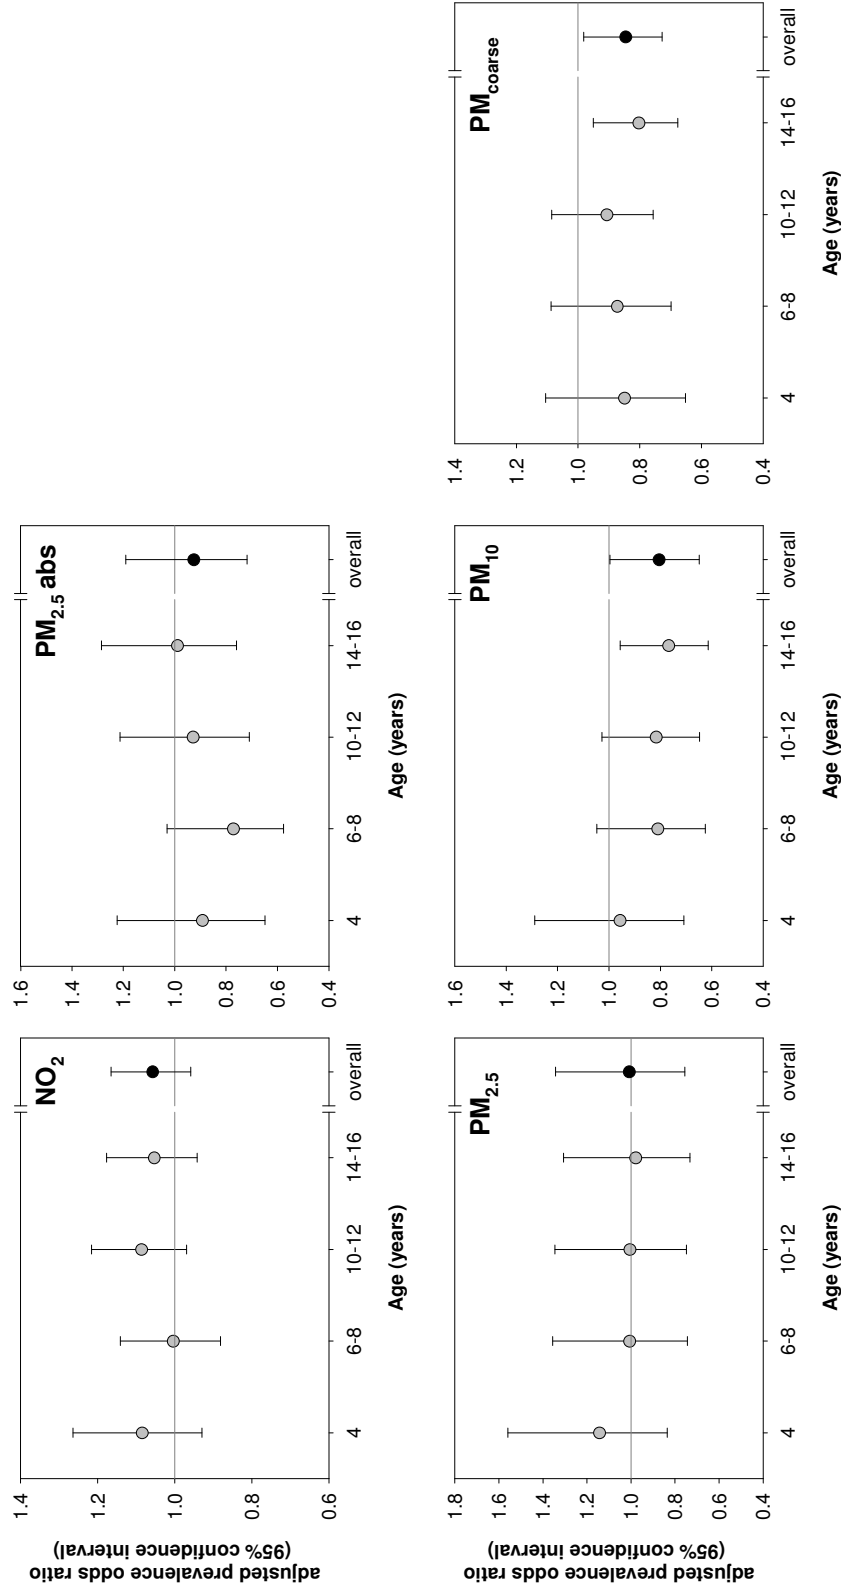 adjusted prevalence odds ratio
(95% confidence interval)
NO2
1.4
1.2
1.0
0.8
0.6
4
6-8
10-12
14-16
overall
Age (years)
PM2.5 abs
1.6
1.4
1.2
1.0
0.8
0.6
0.4
4
6-8
10-12
14-16
overall
Age (years)
adjusted prevalence odds ratio
(95% confidence interval)
PM2.5
1.8
1.6
1.4
1.2
1.0
0.8
0.6
0.4
4
6-8
10-12
14-16
overall
Age (years)
PM10
1.6
1.4
1.2
1.0
0.8
0.6
0.4
4
6-8
10-12
14-16
overall
Age (years)
PMcoarse
1.4
1.2
1.0
0.8
0.6
0.4
4
6-8
10-12
14-16
overall
Age (years)